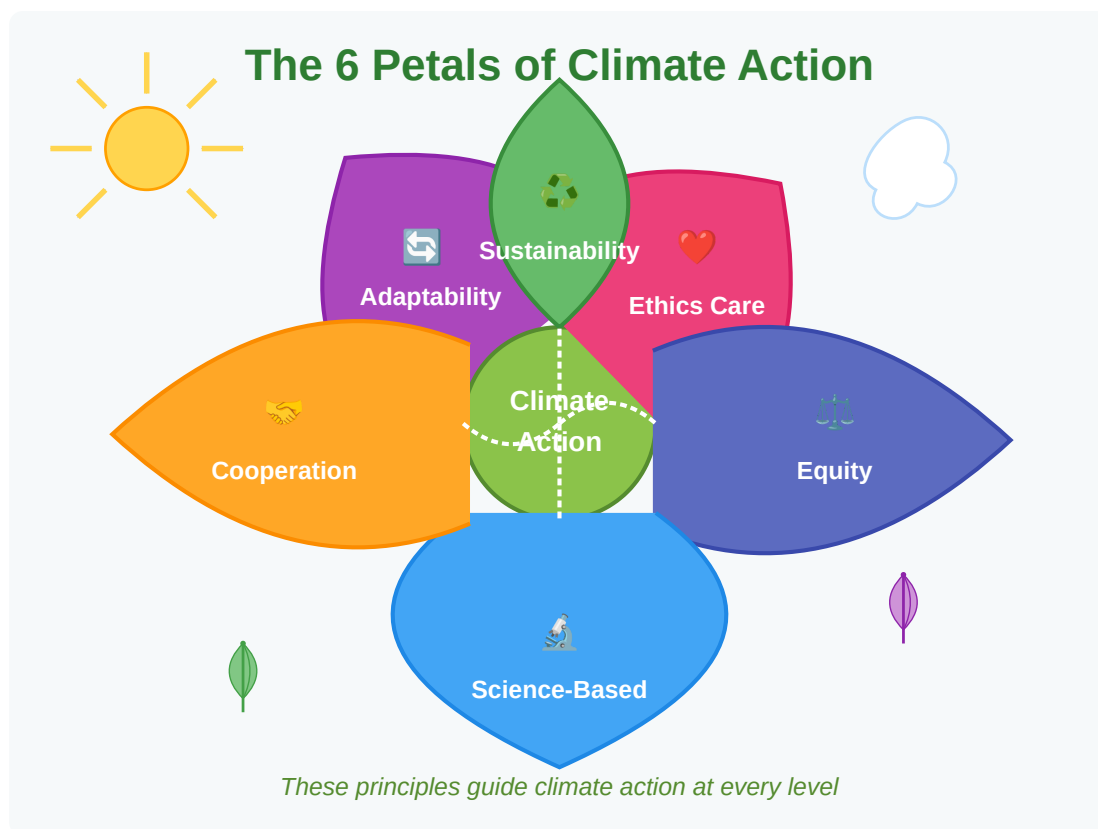 The 6 Petals of Climate Action
Sustainability
Adaptability
Ethics Care
Climate
Action
Cooperation
Equity
Science-Based
These principles guide climate action at every level